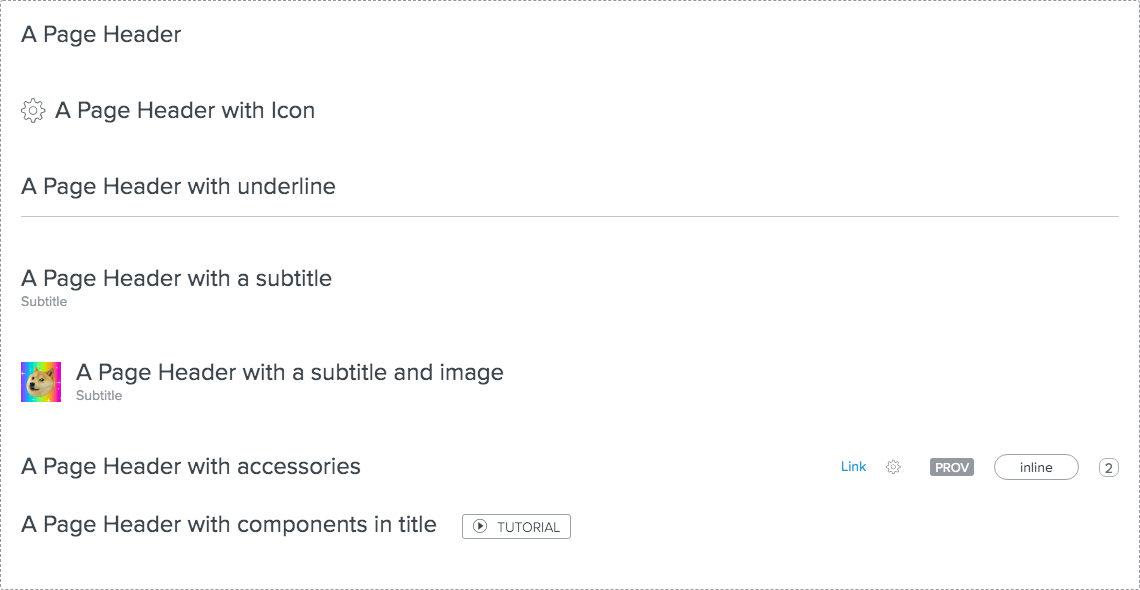 A Page Header
A Page Header with Icon
A Page Header with underline
A Page Header with a subtitle
Subtitle
A Page Header with a subtitle and image
Subtitle
A Page Header with accessories Link PROV inline 2
A Page Header with components in title TUTORIAL